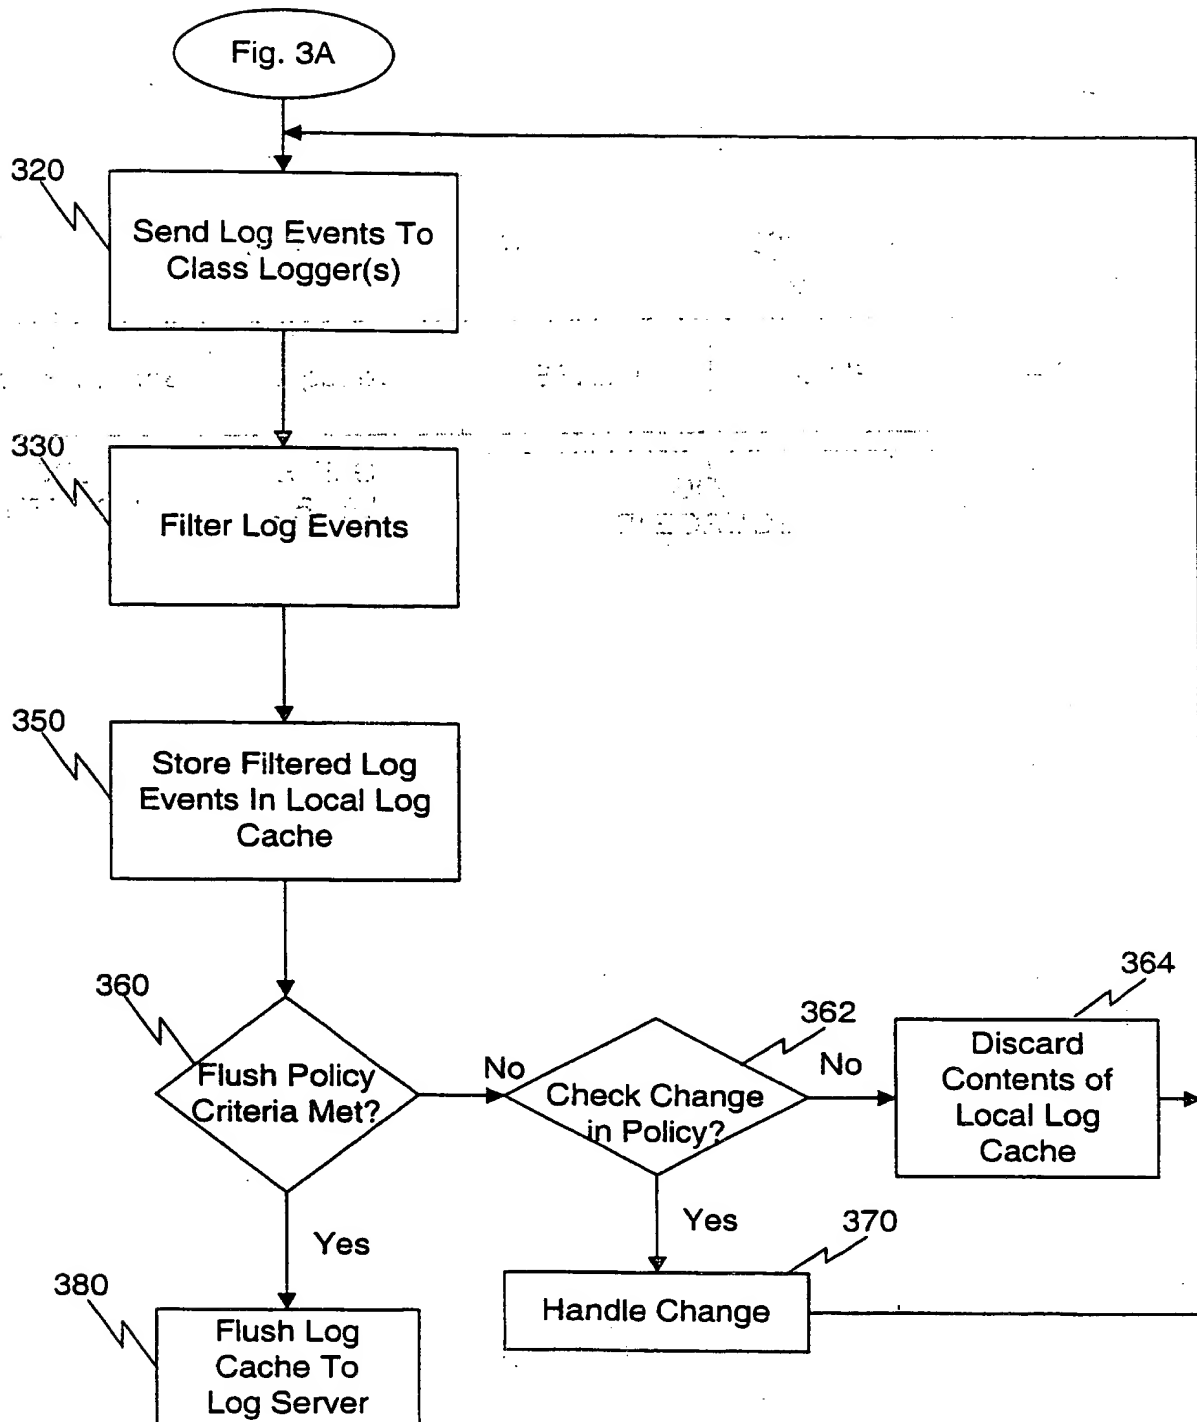 Fig. 3A
320
Send Log Events To
Class Logger(s)
330
Filter Log Events
350
Store Filtered Log
Events In Local Log
Cache
360
Flush Policy
Criteria Met?
No
362
Check Change
in Policy?
No
364
Discard
Contents of
Local Log
Cache
Yes
Yes
370
Handle Change
380
Flush Log
Cache To
Log Server